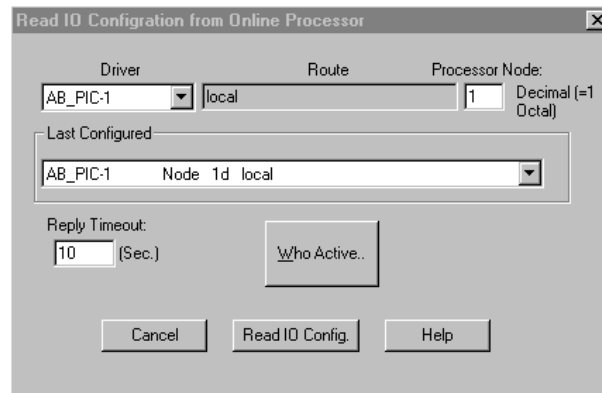 Read IO Configration from Online Processor
Driver Route Processor Node:
AB_PIC-1 local 1 Decimal (=1
Octal)
Last Configured
AB_PIC-1 Node 1d local
Reply Timeout:
10 (Sec.) Who Active..
Cancel Read IO Config. Help